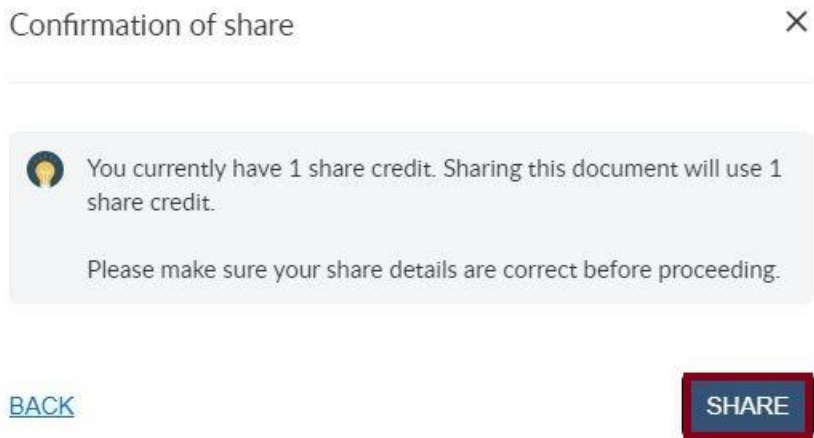 Confirmation of share
You currently have 1 share credit. Sharing this document will use 1
share credit.
Please make sure your share details are correct before proceeding.
BACK
SHARE